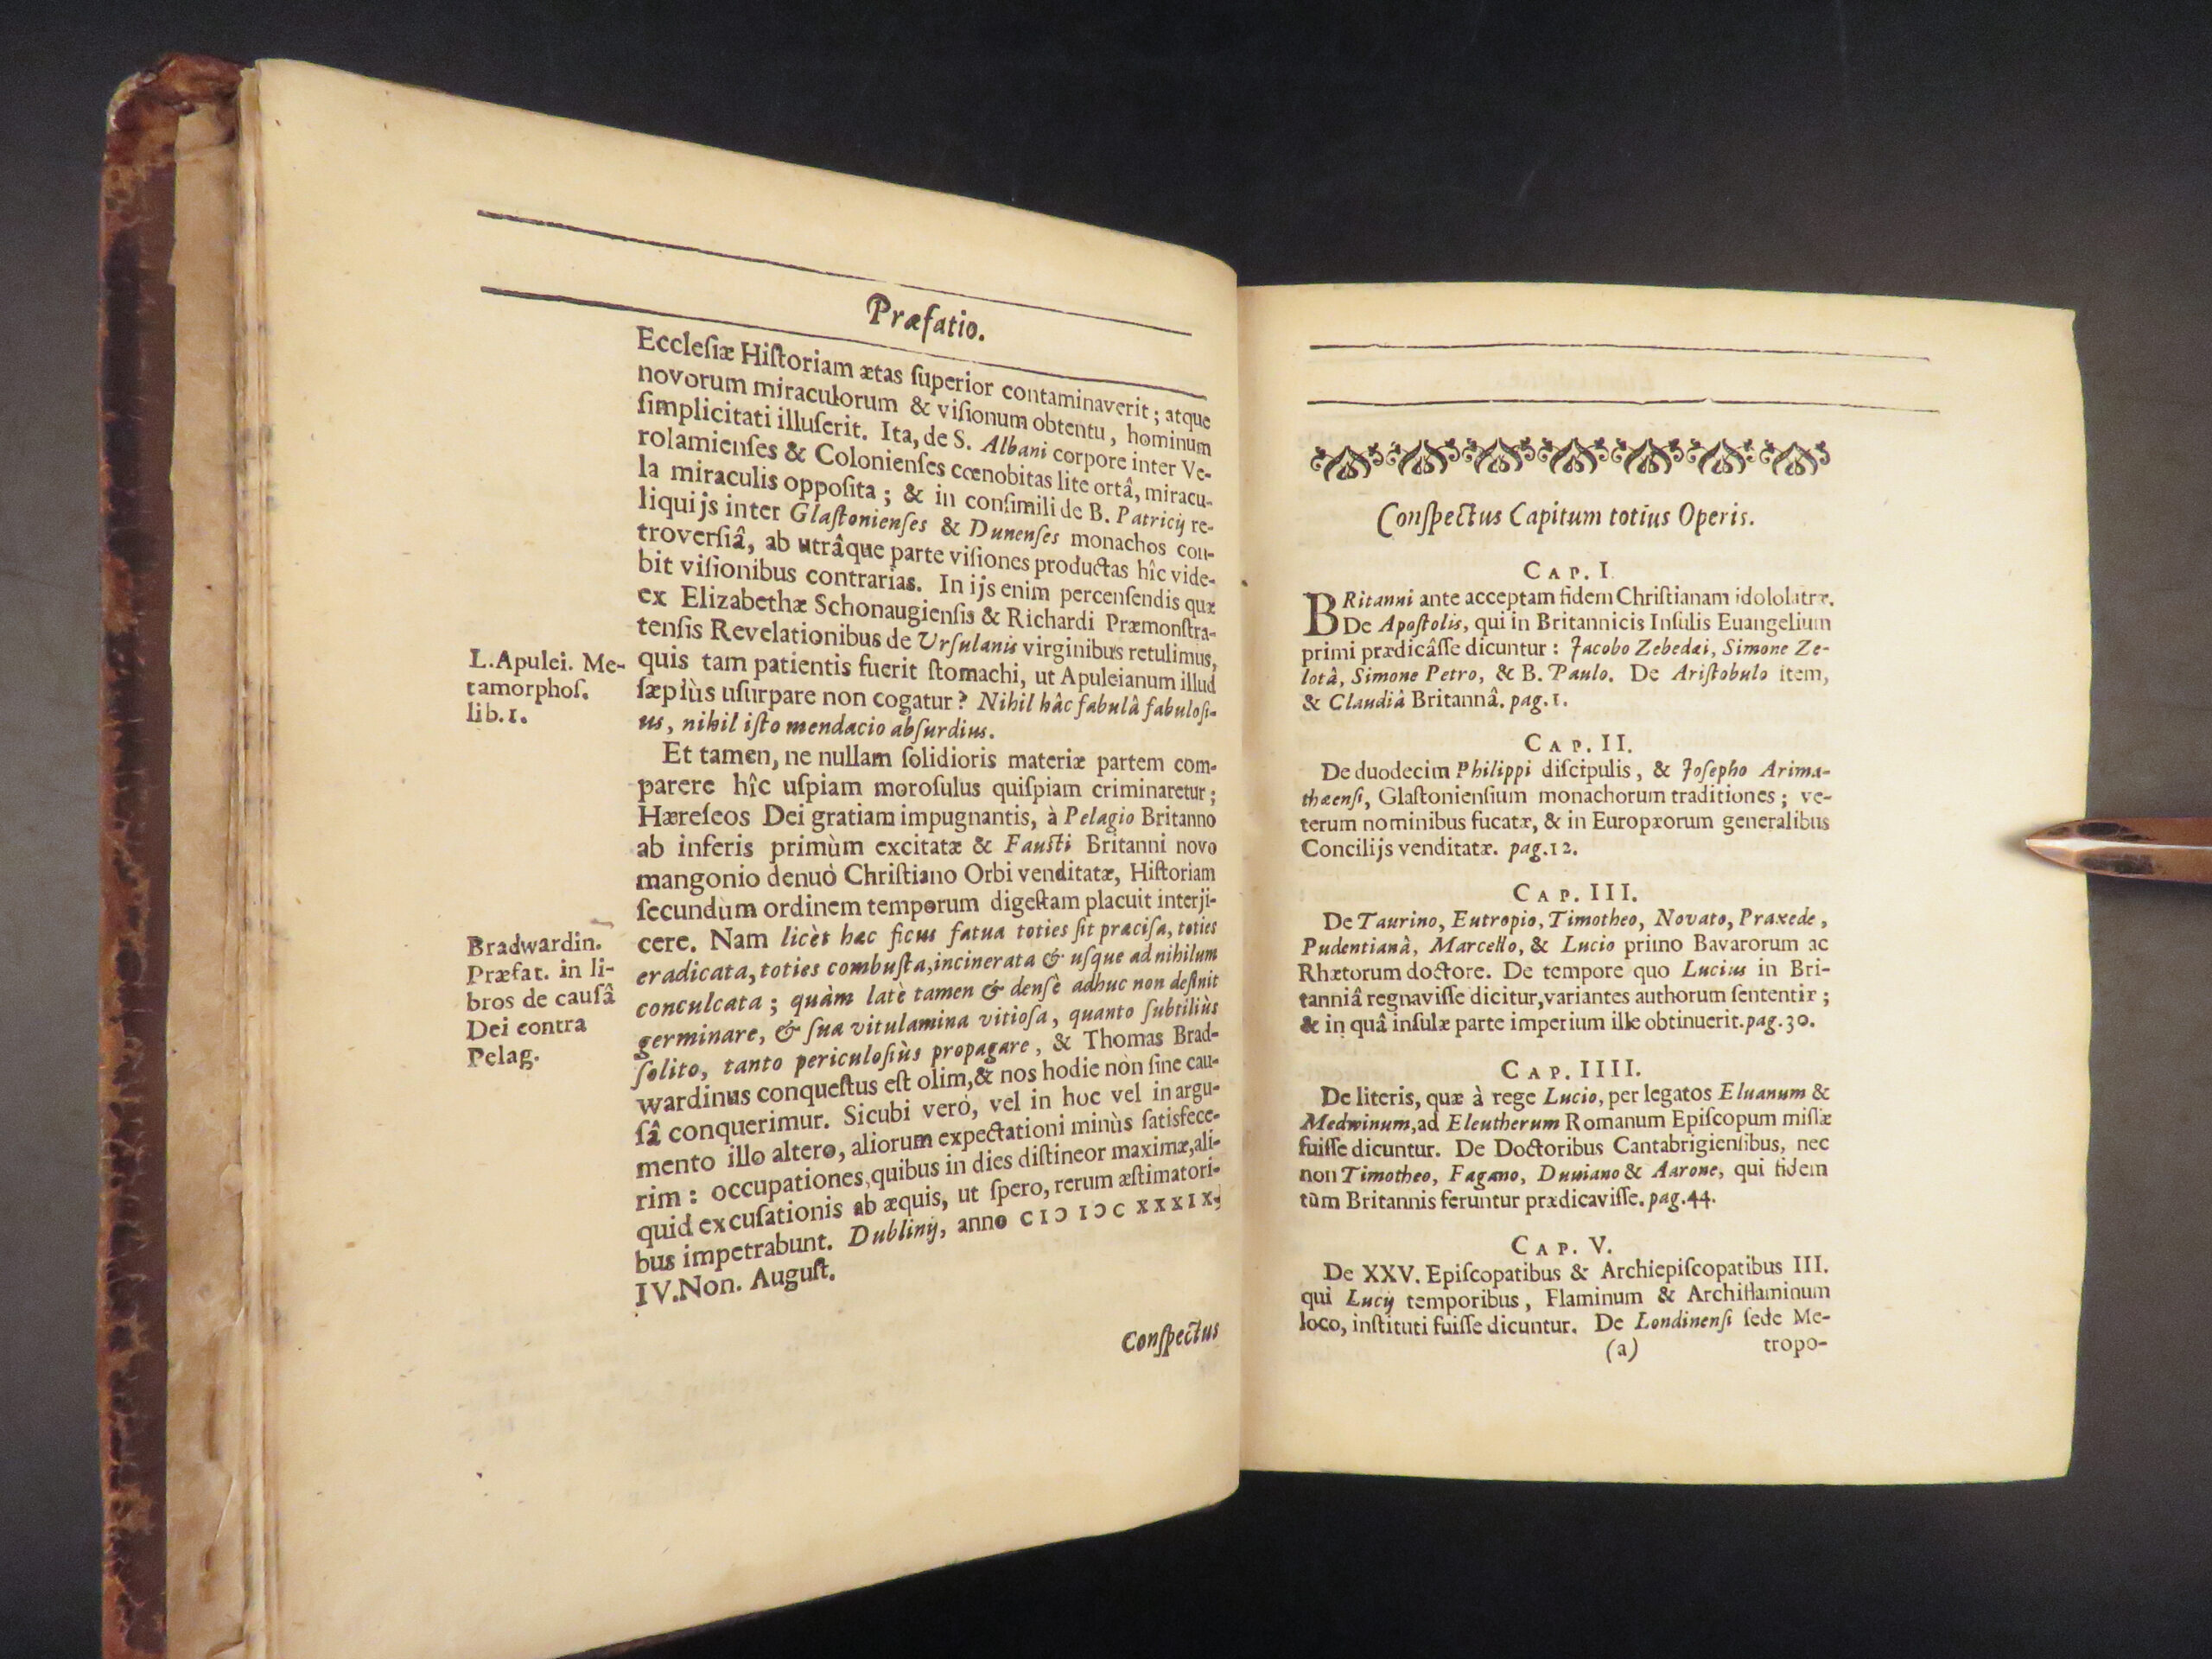 Præfatio.
Eccleſiæ Hiſtoriam ætas ſuperior contaminaverit; atque
novorum miraculorum & viſionum obtentu, hominum
ſimplicitati illuſerit. Ita, de S. Albani corpore inter Ve-
rolamienſes & Colonienſes cœnobitas lite ortâ, miracu-
la miraculis oppoſita; & in conſimili de B. Patricij re-
liquijs inter Glaſtonienſes & Dunenſes monachos con-
troverſiâ, ab utrâque parte viſiones productas hîc vide-
bit viſionibus contrarias. In ijs enim percenſendis quæ
ex Elizabethæ Schonaugienſis & Richardi Præmonſtra-
tenſis Revelationibus de Urſulanis virginibus retulimus,
L. Apulei. Me-
tamorphoſ.
lib.1.
quis tam patientis fuerit ſtomachi, ut Apuleianum illud
ſæpiùs uſurpare non cogatur? Nihil hâc fabulâ fabuloſi-
us, nihil iſto mendacio abſurdius.
Et tamen, ne nullam ſolidioris materiæ partem com-
parere hîc uſpiam moroſulus quiſpiam criminaretur;
Hæreſeos Dei gratiam impugnantis, à Pelagio Britanno
ab inferis primùm excitatæ & Fauſti Britanni novo
mangonio denuò Chriſtiano Orbi venditatæ, Hiſtoriam
ſecundùm ordinem temporum digeſtam placuit interji-
Bradwardin.
Præfat. in li-
bros de cauſâ
Dei contra
Pelag.
cere. Nam licèt hæc ficus fatua toties ſit præciſa, toties
eradicata, toties combuſta, incinerata & uſque ad nihilum
conculcata; quàm latè tamen & denſè adhuc non deſinit
germinare, & ſua vitulamina vitioſa, quanto ſubtiliùs
ſolito, tanto periculoſiùs propagare, & Thomas Brad-
wardinus conqueſtus eſt olim, & nos hodie non ſine cau-
ſâ conquerimur. Sicubi verò, vel in hoc vel in argu-
mento illo altero, aliorum expectationi minùs ſatisfece-
rim: occupationes, quibus in dies diſtineor maximæ, ali-
quid excuſationis ab æquis, ut ſpero, rerum æſtimatori-
bus impetrabunt. Dublinij, anno CIↃ IↃC XXXIX.
IV. Non. Auguſt.
Conſpectus
Conſpectus Capitum totius Operis.
CAP. I.
BRitanni ante acceptam fidem Chriſtianam idololatræ.
De Apoſtolis, qui in Britannicis Inſulis Euangelium
primi prædicâſſe dicuntur: Jacobo Zebedæi, Simone Ze-
lotâ, Simone Petro, & B. Paulo. De Ariſtobulo item,
& Claudiâ Britannâ. pag.1.
CAP. II.
De duodecim Philippi diſcipulis, & Joſepho Arima-
thæenſi, Glaſtonienſium monachorum traditiones; ve-
terum nominibus fucatæ, & in Europæorum generalibus
Concilijs venditatæ. pag.12.
CAP. III.
De Taurino, Eutropio, Timotheo, Novato, Praxede,
Pudentianâ, Marcello, & Lucio primo Bavarorum ac
Rhætorum doctore. De tempore quo Lucius in Bri-
tanniâ regnaviſſe dicitur, variantes authorum ſententiæ;
& in quâ inſulæ parte imperium ille obtinuerit. pag.30.
CAP. IIII.
De literis, quæ à rege Lucio, per legatos Eluanum &
Medwinum, ad Eleutherum Romanum Epiſcopum miſſæ
fuiſſe dicuntur. De Doctoribus Cantabrigienſibus, nec
non Timotheo, Fagano, Duuiano & Aarone, qui fidem
tùm Britannis feruntur prædicaviſſe. pag.44.
CAP. V.
De XXV. Epiſcopatibus & Archiepiſcopatibus III.
qui Lucij temporibus, Flaminum & Archiflaminum
loco, inſtituti fuiſſe dicuntur. De Londinenſi ſede Me-
(a) tropo-